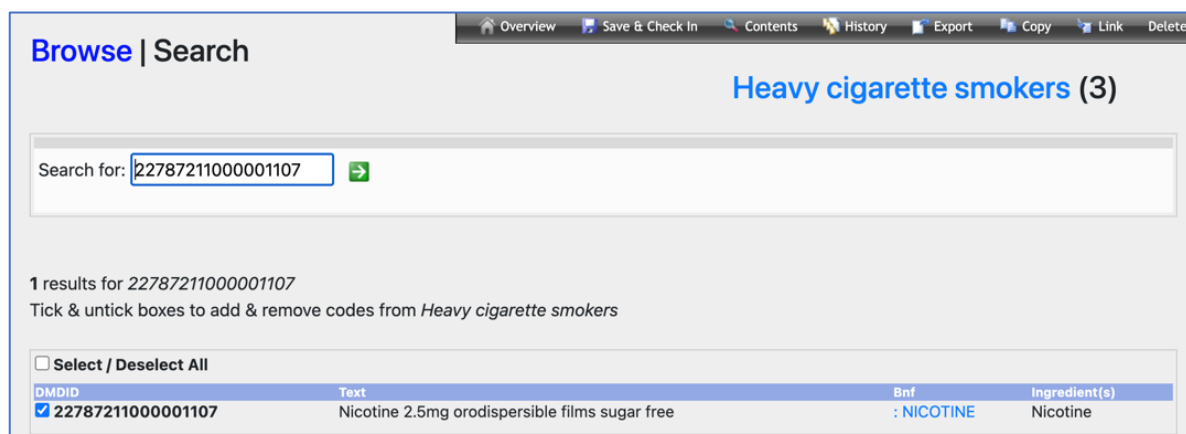 Overview Save & Check In Contents History Export Copy Link Delete
Browse | Search
Heavy cigarette smokers (3)
Search for: 22787211000001107
1 results for 22787211000001107
Tick & untick boxes to add & remove codes from Heavy cigarette smokers
Select / Deselect All
DMDID Text Bnf Ingredient(s)
22787211000001107 Nicotine 2.5mg orodispersible films sugar free : NICOTINE Nicotine